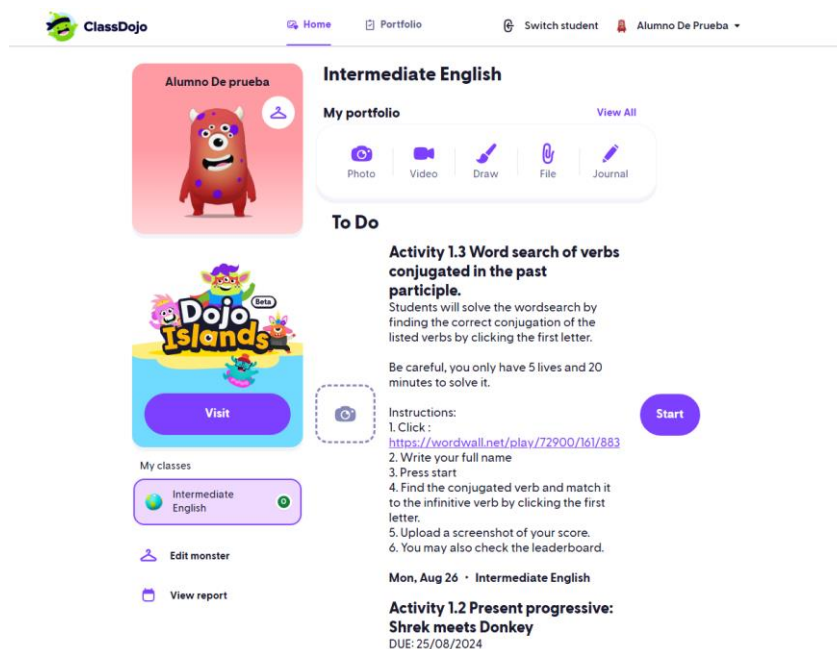 ClassDojo
Home
Portfolio
Switch student
Alumno De Prueba
Alumno De prueba
Intermediate English
My portfolio
View All
Photo
Video
Draw
File
Journal
To Do
Activity 1.3 Word search of verbs
conjugated in the past
participle.
Students will solve the wordsearch by
finding the correct conjugation of the
listed verbs by clicking the first letter.
Be careful, you only have 5 lives and 20
minutes to solve it.
Instructions:
1. Click :
https://wordwall.net/play/72900/161/883
2. Write your full name
3. Press start
4. Find the conjugated verb and match it
to the infinitive verb by clicking the first
letter.
5. Upload a screenshot of your score.
6. You may also check the leaderboard.
Mon, Aug 26 · Intermediate English
Start
Activity 1.2 Present progressive:
Shrek meets Donkey
DUE: 25/08/2024
Dojo
Beta
Islands
Visit
My classes
Intermediate
English
0
Edit monster
View report